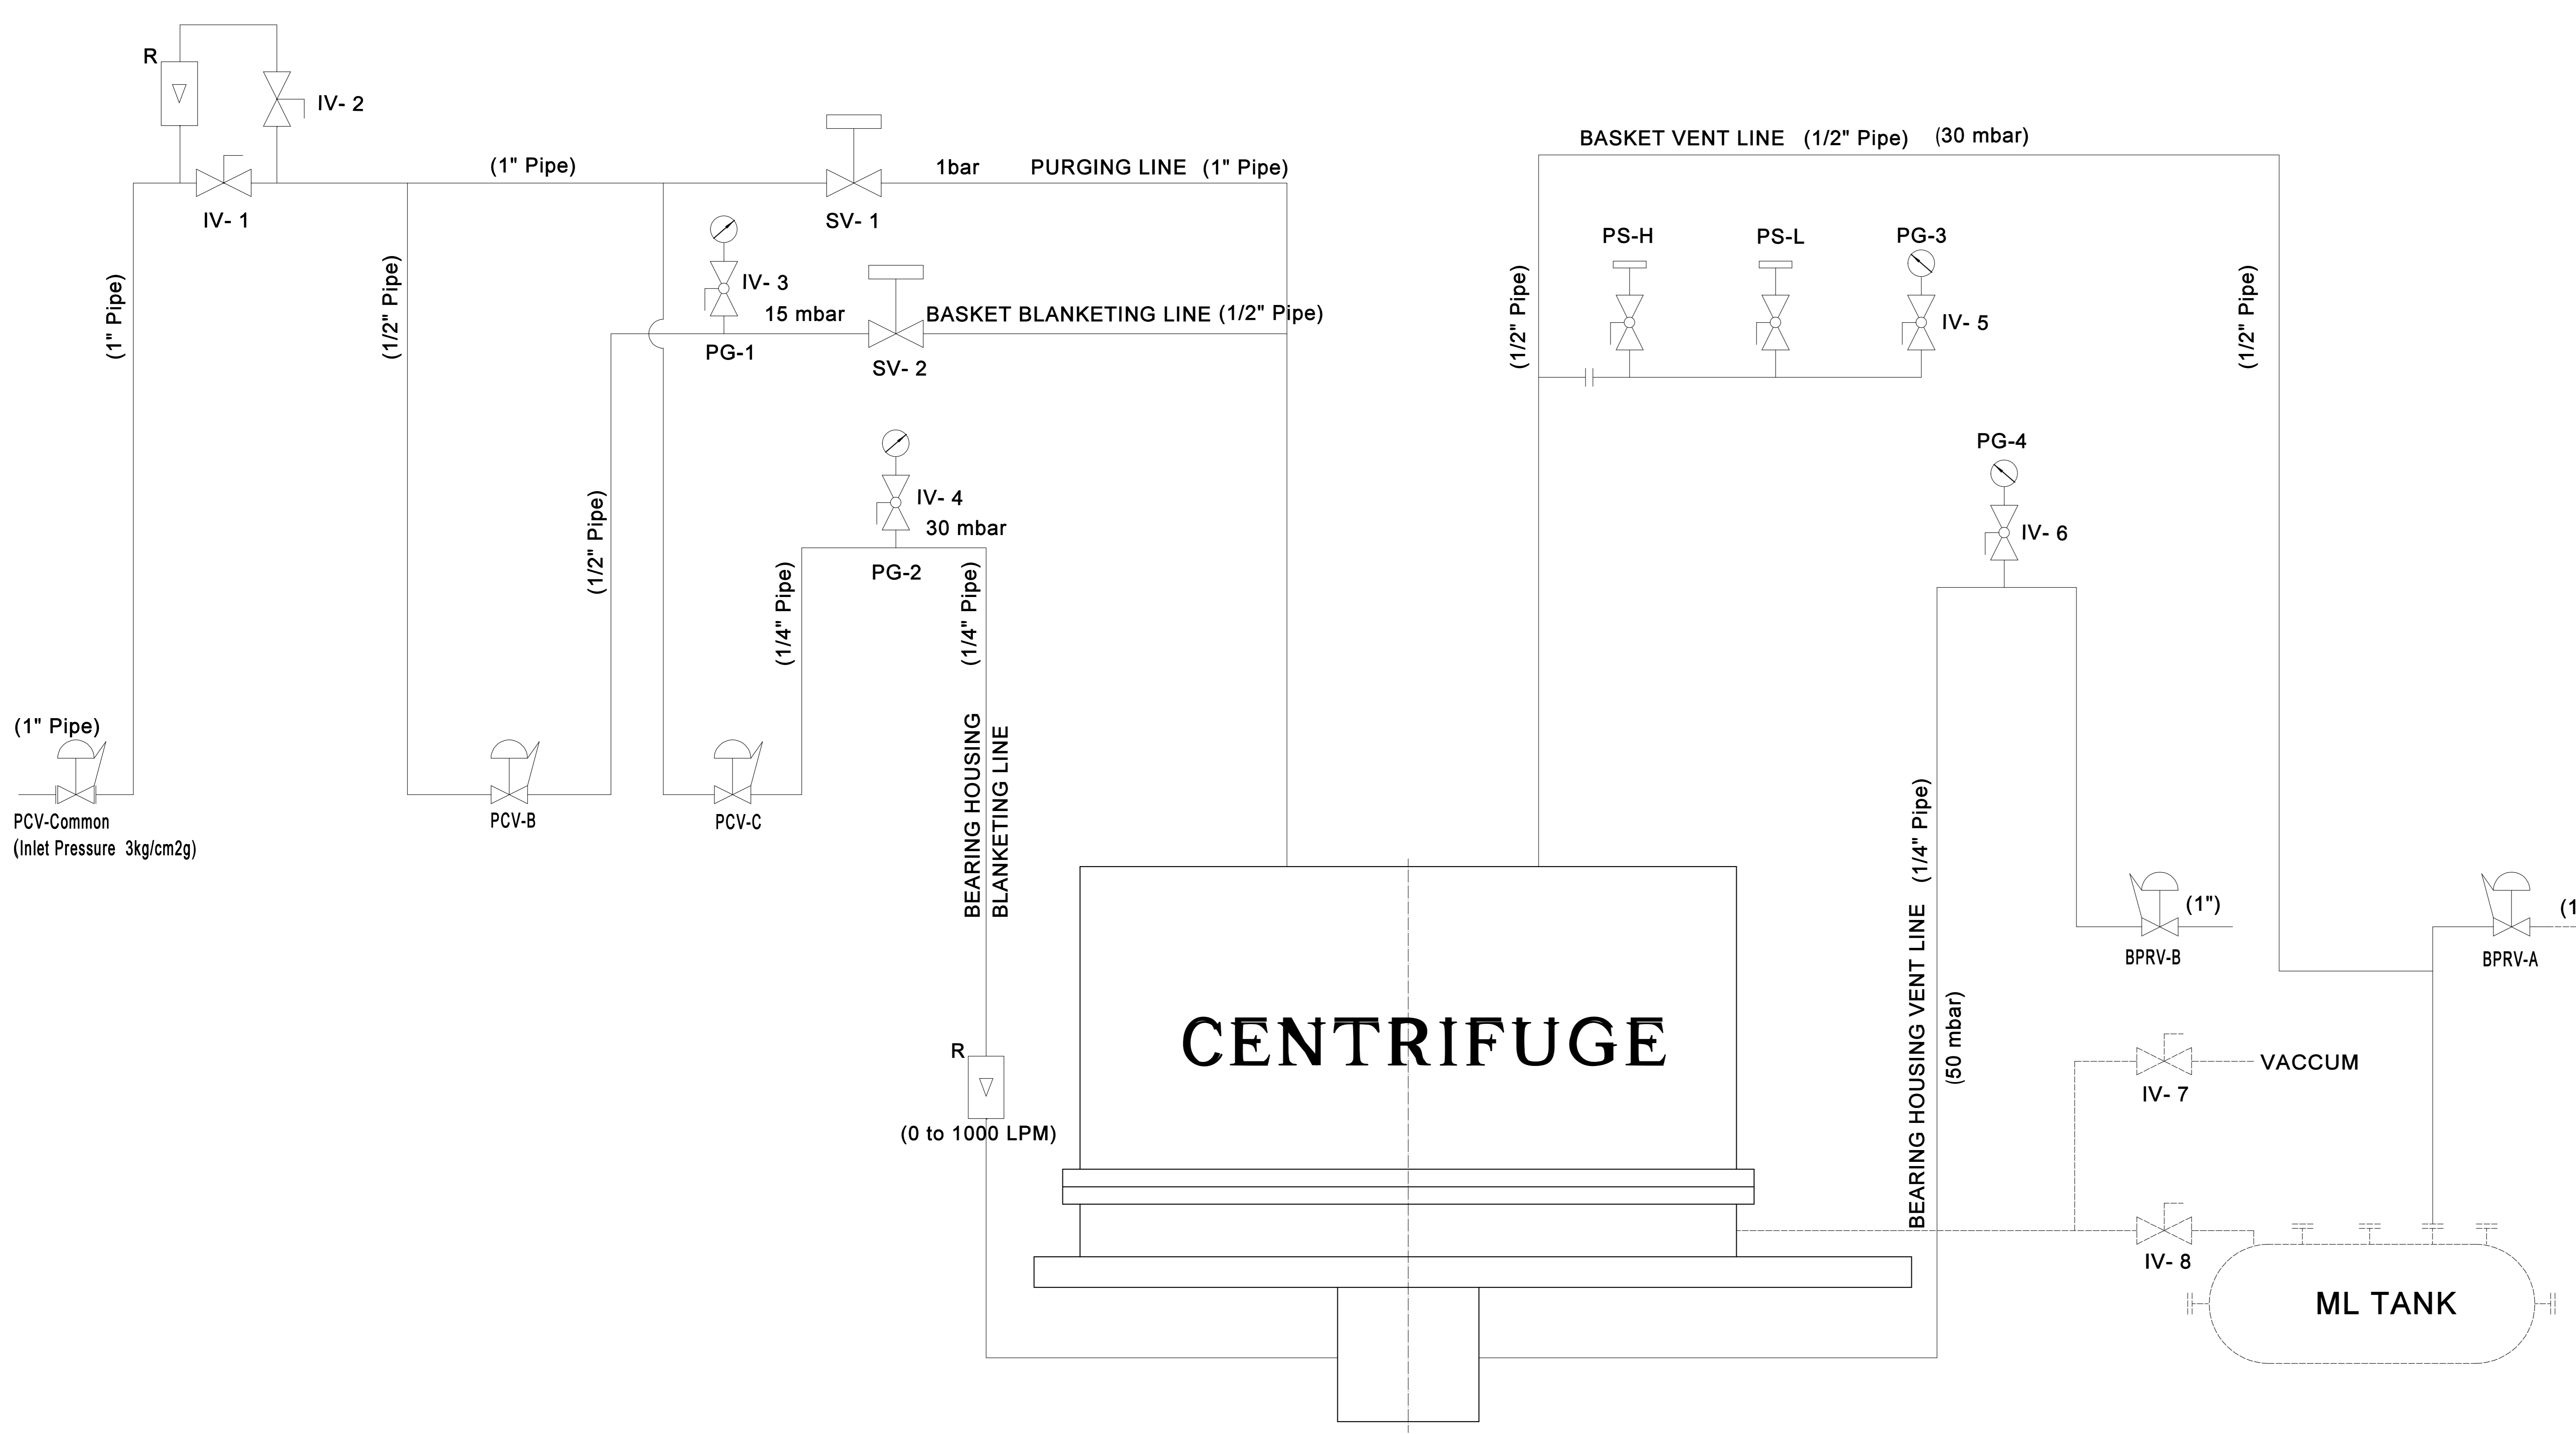 R
IV- 2
IV- 1
(1" Pipe)
(1" Pipe)
(1/2" Pipe)
SV- 1
1bar
PURGING LINE (1" Pipe)
IV- 3
15 mbar
PG-1
BASKET BLANKETING LINE (1/2" Pipe)
SV- 2
IV- 4
30 mbar
PG-2
(1/2" Pipe)
(1/4" Pipe)
(1/4" Pipe)
(1" Pipe)
PCV-Common
(Inlet Pressure 3kg/cm2g)
PCV-B
PCV-C
BEARING HOUSING
BLANKETING LINE
R
(0 to 1000 LPM)
CENTRIFUGE
BASKET VENT LINE (1/2" Pipe) (30 mbar)
PS-H
PS-L
PG-3
IV- 5
(1/2" Pipe)
(1/2" Pipe)
PG-4
IV- 6
BEARING HOUSING VENT LINE (1/4" Pipe)
(50 mbar)
(1")
BPRV-B
(1
BPRV-A
VACCUM
IV- 7
IV- 8
ML TANK